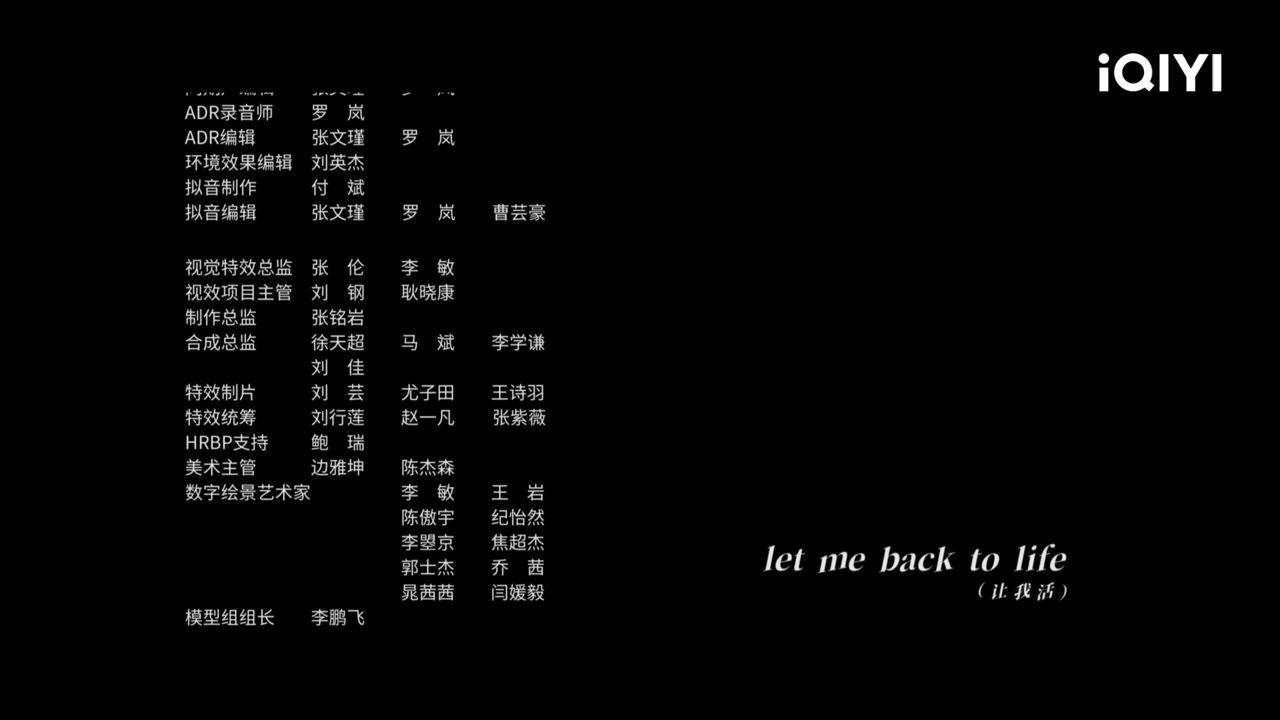 iQIYI
ADR录音师 罗 岚
ADR编辑 张文瑾 罗 岚
环境效果编辑 刘英杰
拟音制作 付 斌
拟音编辑 张文瑾 罗 岚 曹芸豪
视觉特效总监 张 伦 李 敏
视效项目主管 刘 钢 耿晓康
制作总监 张铭岩
合成总监 徐天超 马 斌 李学谦
刘 佳
特效制片 刘 芸 尤子田 王诗羽
特效统筹 刘行莲 赵一凡 张紫薇
HRBP支持 鲍 瑞
美术主管 边雅坤 陈杰森
数字绘景艺术家 李 敏 王 岩
陈傲宇 纪怡然
李曌京 焦超杰
郭士杰 乔 茜
晁茜茜 闫媛毅
模型组组长 李鹏飞
let me back to life
（让我活）